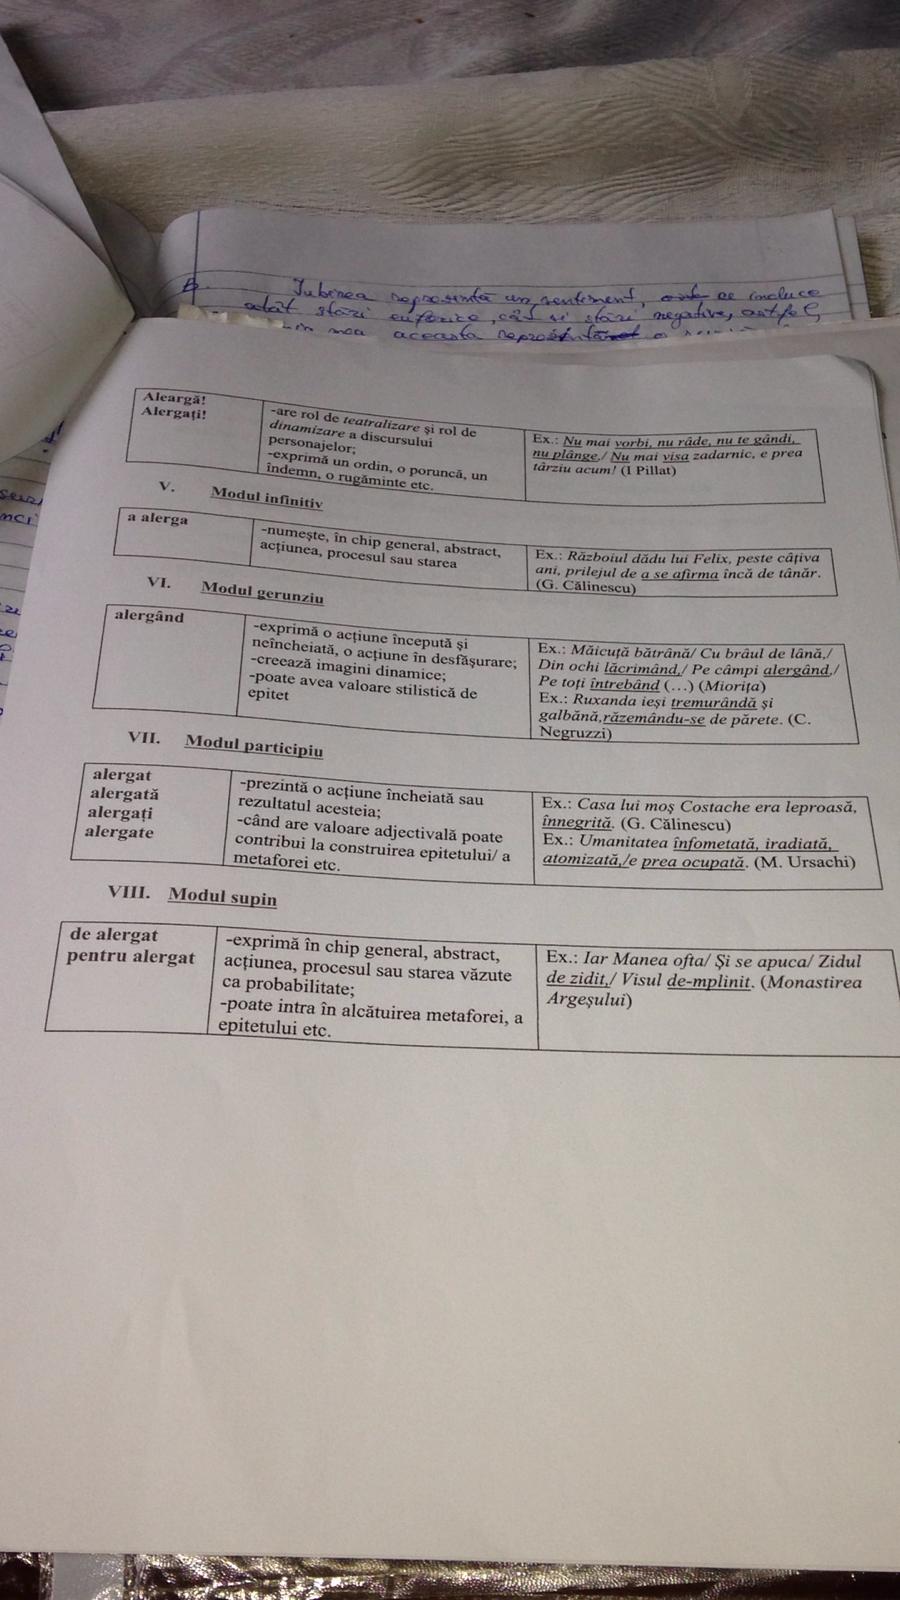 Iubirea reprezintă un sentiment, ce include
atât stări euforice, cât și stări negative, astfel,
in mea aceasta o
Aleargă!
Alergați!
-are rol de teatralizare și rol de
dinamizare a discursului
personajelor;
-exprimă un ordin, o poruncă, un
îndemn, o rugăminte etc.
Ex.: Nu mai vorbi, nu râde, nu te gândi,
nu plânge./ Nu mai visa zadarnic, e prea
târziu acum! (I Pillat)
V. Modul infinitiv
a alerga
-numește, în chip general, abstract,
acțiunea, procesul sau starea
Ex.: Războiul dădu lui Felix, peste câțiva
ani, prilejul de a se afirma încă de tânăr.
(G. Călinescu)
VI. Modul gerunziu
alergând
-exprimă o acțiune începută și
neîncheiată, o acțiune în desfășurare;
-creează imagini dinamice;
-poate avea valoare stilistică de
epitet
Ex.: Măicuță bătrână/ Cu brâul de lână,/
Din ochi lăcrimând,/ Pe câmpi alergând,/
Pe toți întrebând (…) (Miorița)
Ex.: Ruxanda ieși tremurândă și
galbănă,răzemându-se de părete. (C.
Negruzzi)
VII. Modul participiu
alergat
alergată
alergați
alergate
-prezintă o acțiune încheiată sau
rezultatul acesteia;
-când are valoare adjectivală poate
contribui la construirea epitetului/ a
metaforei etc.
Ex.: Casa lui moș Costache era leproasă,
înnegrită. (G. Călinescu)
Ex.: Umanitatea înfometată, iradiată,
atomizată,/e prea ocupată. (M. Ursachi)
VIII. Modul supin
de alergat
pentru alergat
-exprimă în chip general, abstract,
acțiunea, procesul sau starea văzute
ca probabilitate;
-poate intra în alcătuirea metaforei, a
epitetului etc.
Ex.: Iar Manea ofta/ Și se apuca/ Zidul
de zidit,/ Visul de-mplinit. (Monastirea
Argeșului)